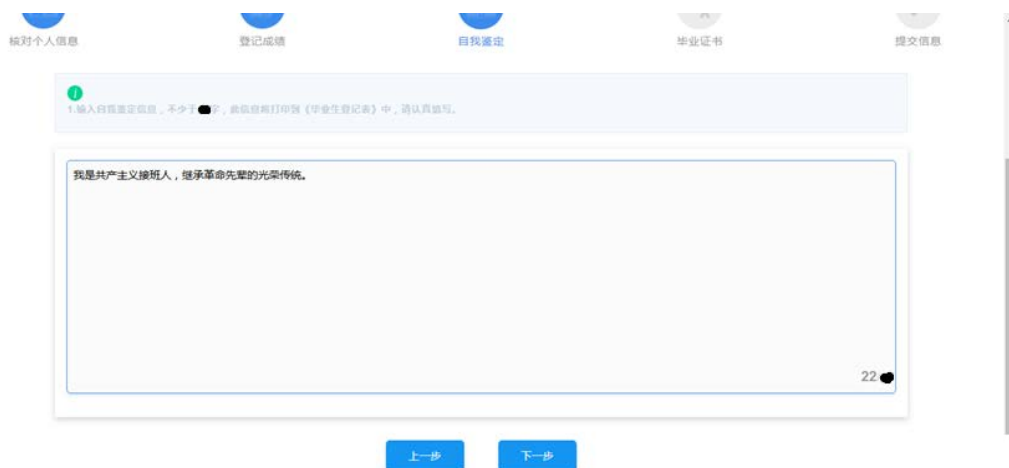 核对个人信息
登记成绩
自我鉴定
毕业证书
提交信息
1.输入自我鉴定信息，不少于字，此信息将打印到《毕业生登记表》中，请认真填写。
我是共产主义接班人，继承革命先辈的光荣传统。
22
上一步
下一步